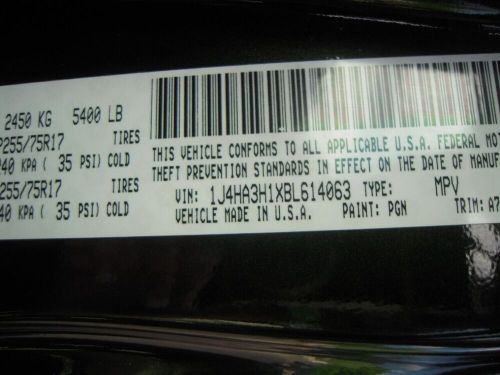 2450 KG 5400 LB
P255/75R17 TIRES
240 KPA ( 35 PSI) COLD
255/75R17 TIRES
40 KPA ( 35 PSI) COLD
THIS VEHICLE CONFORMS TO ALL APPLICABLE U.S.A. FEDERAL MOT
THEFT PREVENTION STANDARDS IN EFFECT ON THE DATE OF MANUF
VIN: 1J4HA3H1XBL614063 TYPE: MPV
VEHICLE MADE IN U.S.A. PAINT: PGN TRIM: A7